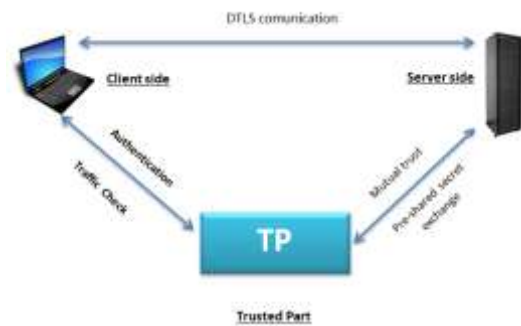 DTLS comunication
Client side
Server side
Authentication
Traffic Check
Mutual trust
Pre-shared secret
exchange
TP
Trusted Part